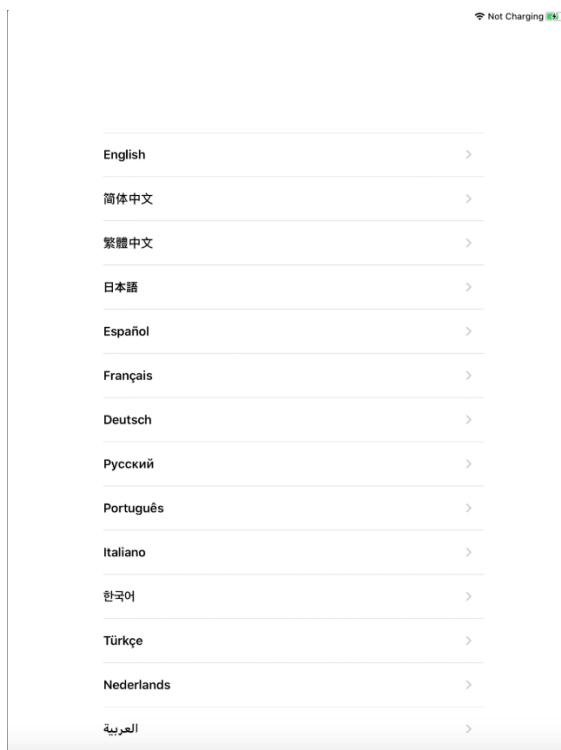 Not Charging
English
简体中文
繁體中文
日本語
Español
Français
Deutsch
Русский
Português
Italiano
한국어
Türkçe
Nederlands
العربية